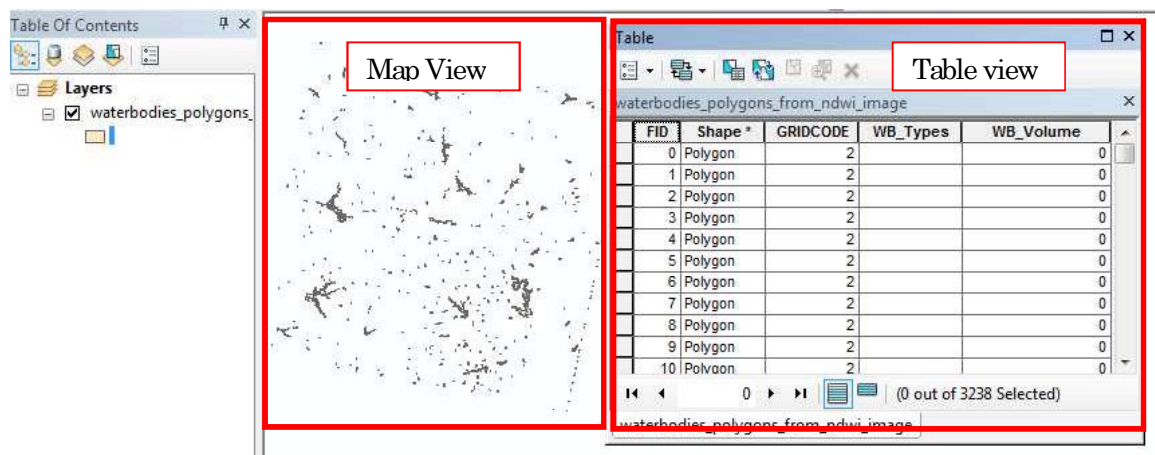 Table Of Contents
Layers
waterbodies_polygons_
Map View
Table
Table view
waterbodies_polygons_from_ndwi_image
FID Shape * GRIDCODE WB_Types WB_Volume
0 Polygon 2 0
1 Polygon 2 0
2 Polygon 2 0
3 Polygon 2 0
4 Polygon 2 0
5 Polygon 2 0
6 Polygon 2 0
7 Polygon 2 0
8 Polygon 2 0
9 Polygon 2 0
10 Polygon 2 0
0 (0 out of 3238 Selected)
waterbodies_polygons_from_ndwi_image